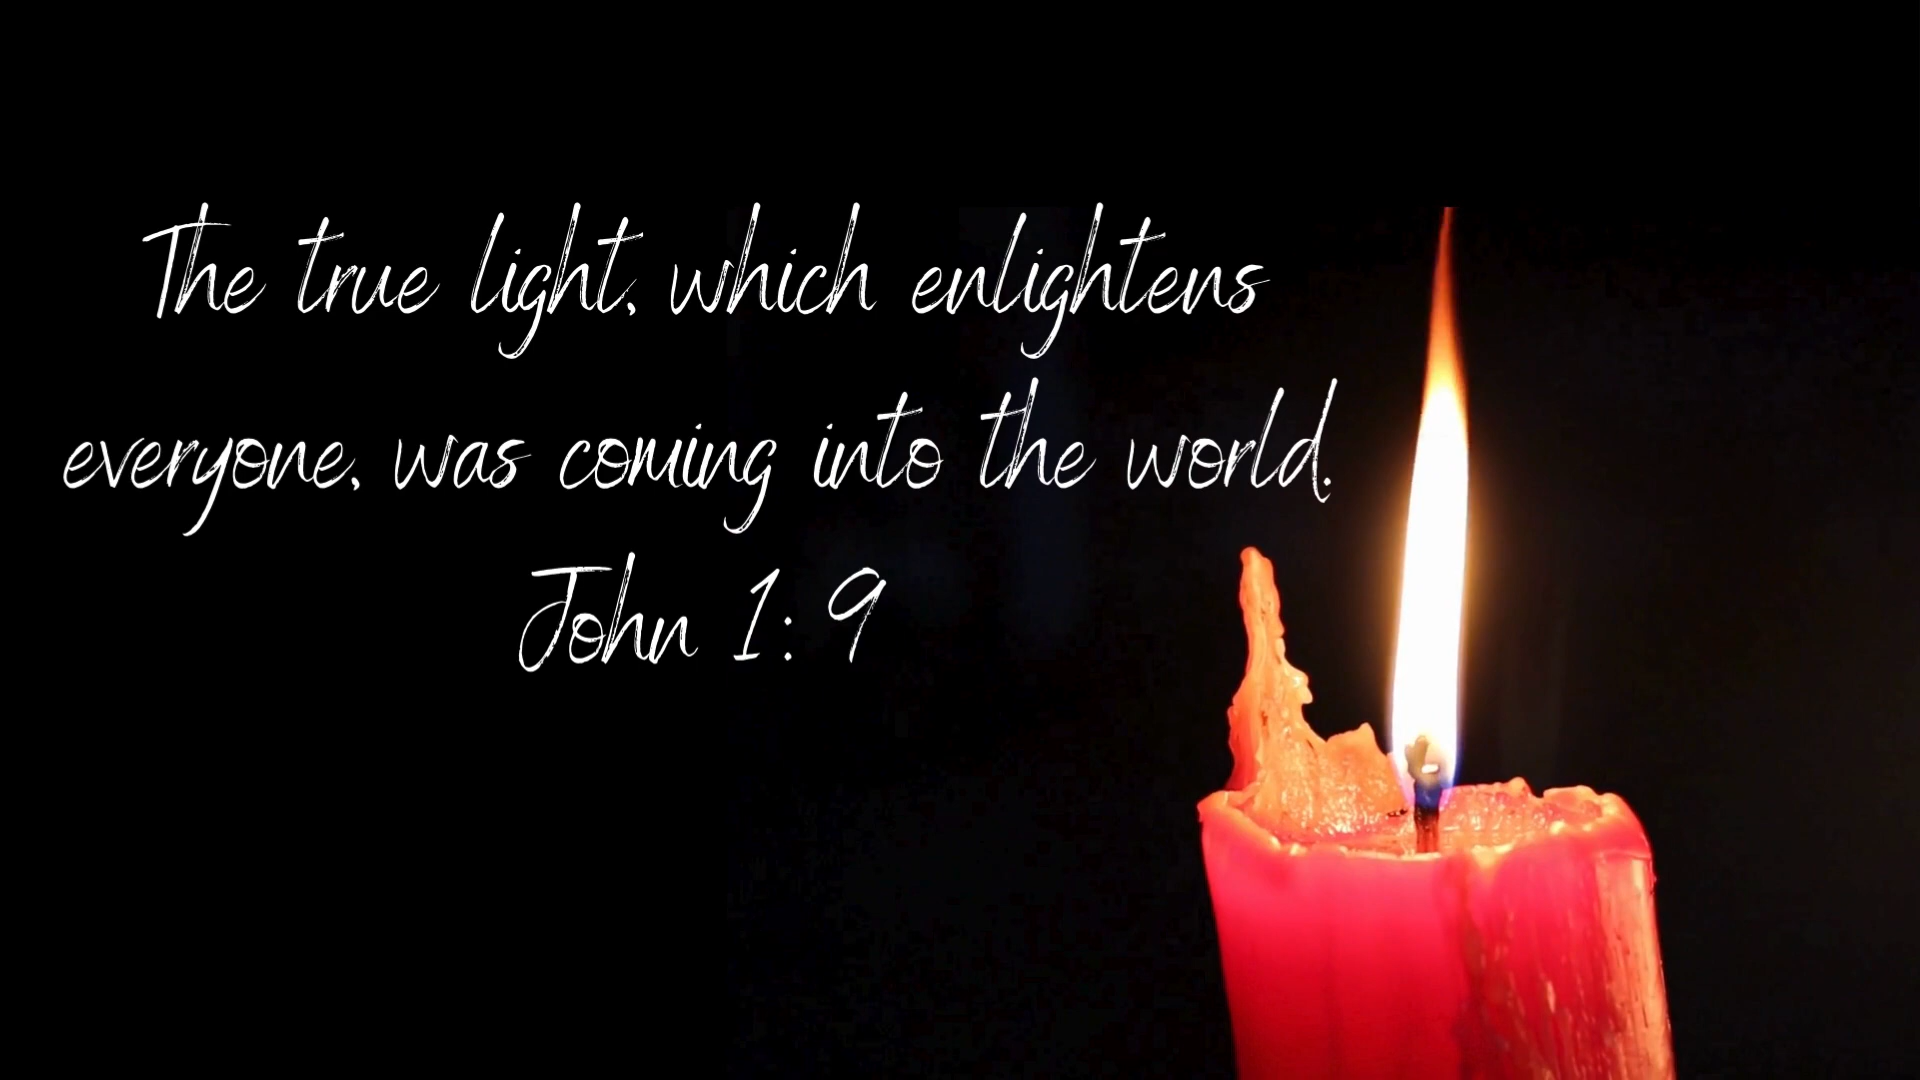 The true light, which enlightens
everyone, was coming into the world.
John 1: 9